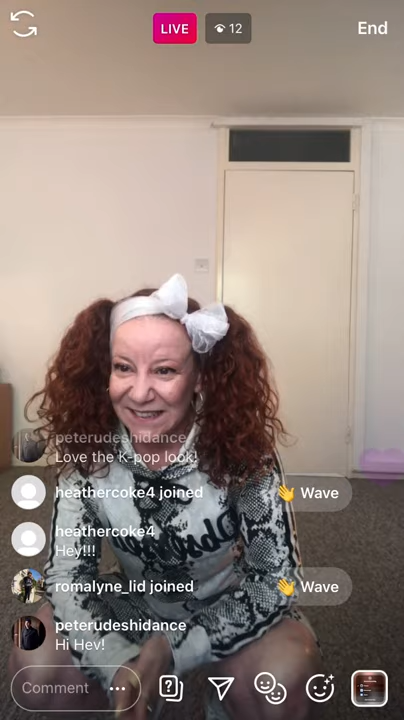 LIVE
12
End
peterudeshidance
Love the K-pop look!
heathercoke4 joined
👋 Wave
heathercoke4
Hey!!!
romalyne_lid joined
👋 Wave
peterudeshidance
Hi Hev!
Comment